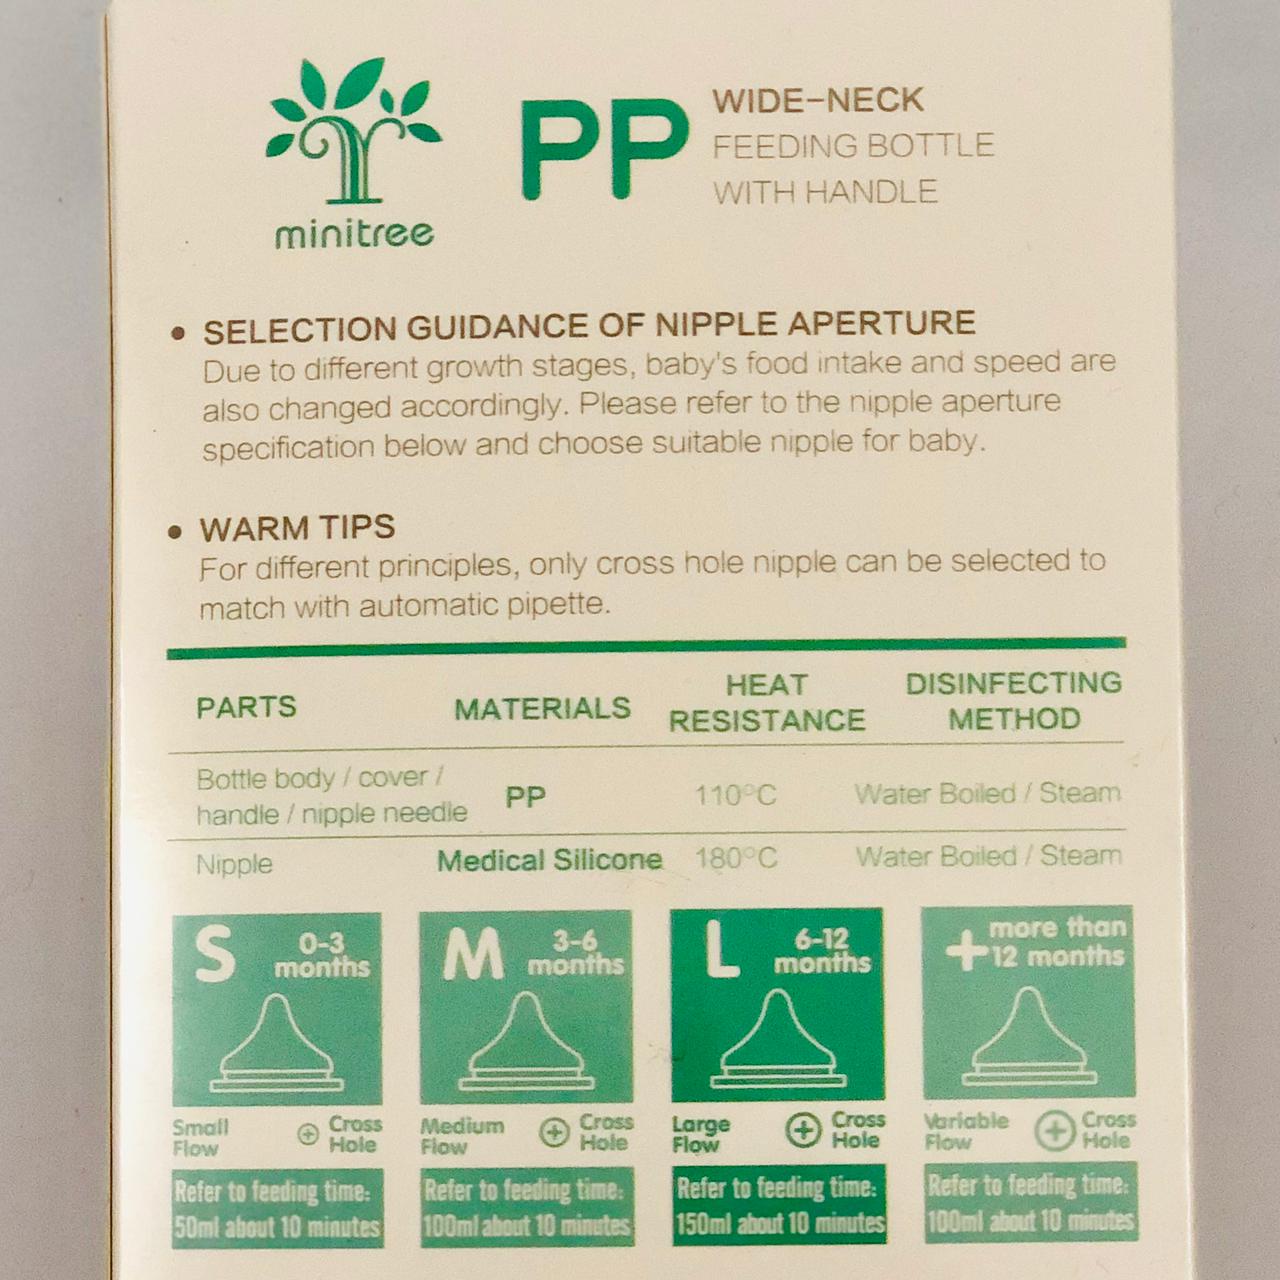 minitree
PP
WIDE-NECK
FEEDING BOTTLE
WITH HANDLE
• SELECTION GUIDANCE OF NIPPLE APERTURE
Due to different growth stages, baby's food intake and speed are
also changed accordingly. Please refer to the nipple aperture
specification below and choose suitable nipple for baby.
• WARM TIPS
For different principles, only cross hole nipple can be selected to
match with automatic pipette.
PARTS MATERIALS HEAT RESISTANCE DISINFECTING METHOD
Bottle body / cover /
handle / nipple needle PP 110°C Water Boiled / Steam
Nipple Medical Silicone 180°C Water Boiled / Steam
S 0-3 months
Small Flow Cross Hole
Refer to feeding time:
50ml about 10 minutes
M 3-6 months
Medium Flow Cross Hole
Refer to feeding time:
100ml about 10 minutes
L 6-12 months
Large Flow Cross Hole
Refer to feeding time:
150ml about 10 minutes
+ more than 12 months
Variable Flow Cross Hole
Refer to feeding time:
100ml about 10 minutes